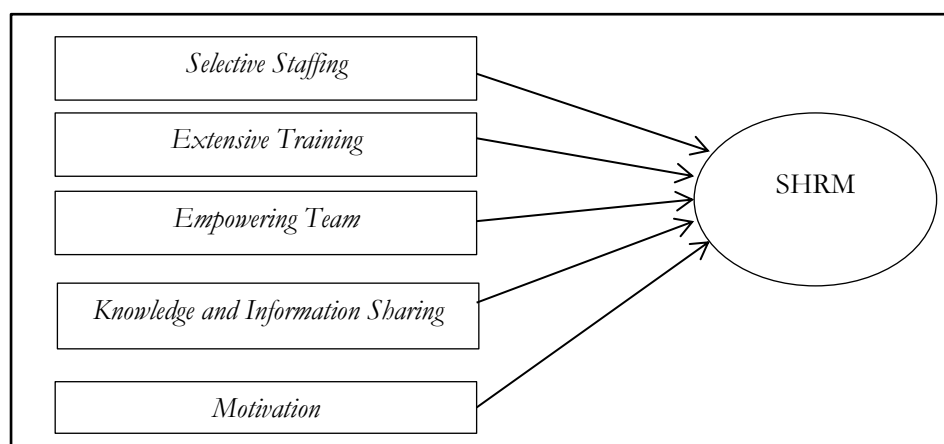 Selective Staffing
Extensive Training
Empowering Team
Knowledge and Information Sharing
Motivation
SHRM